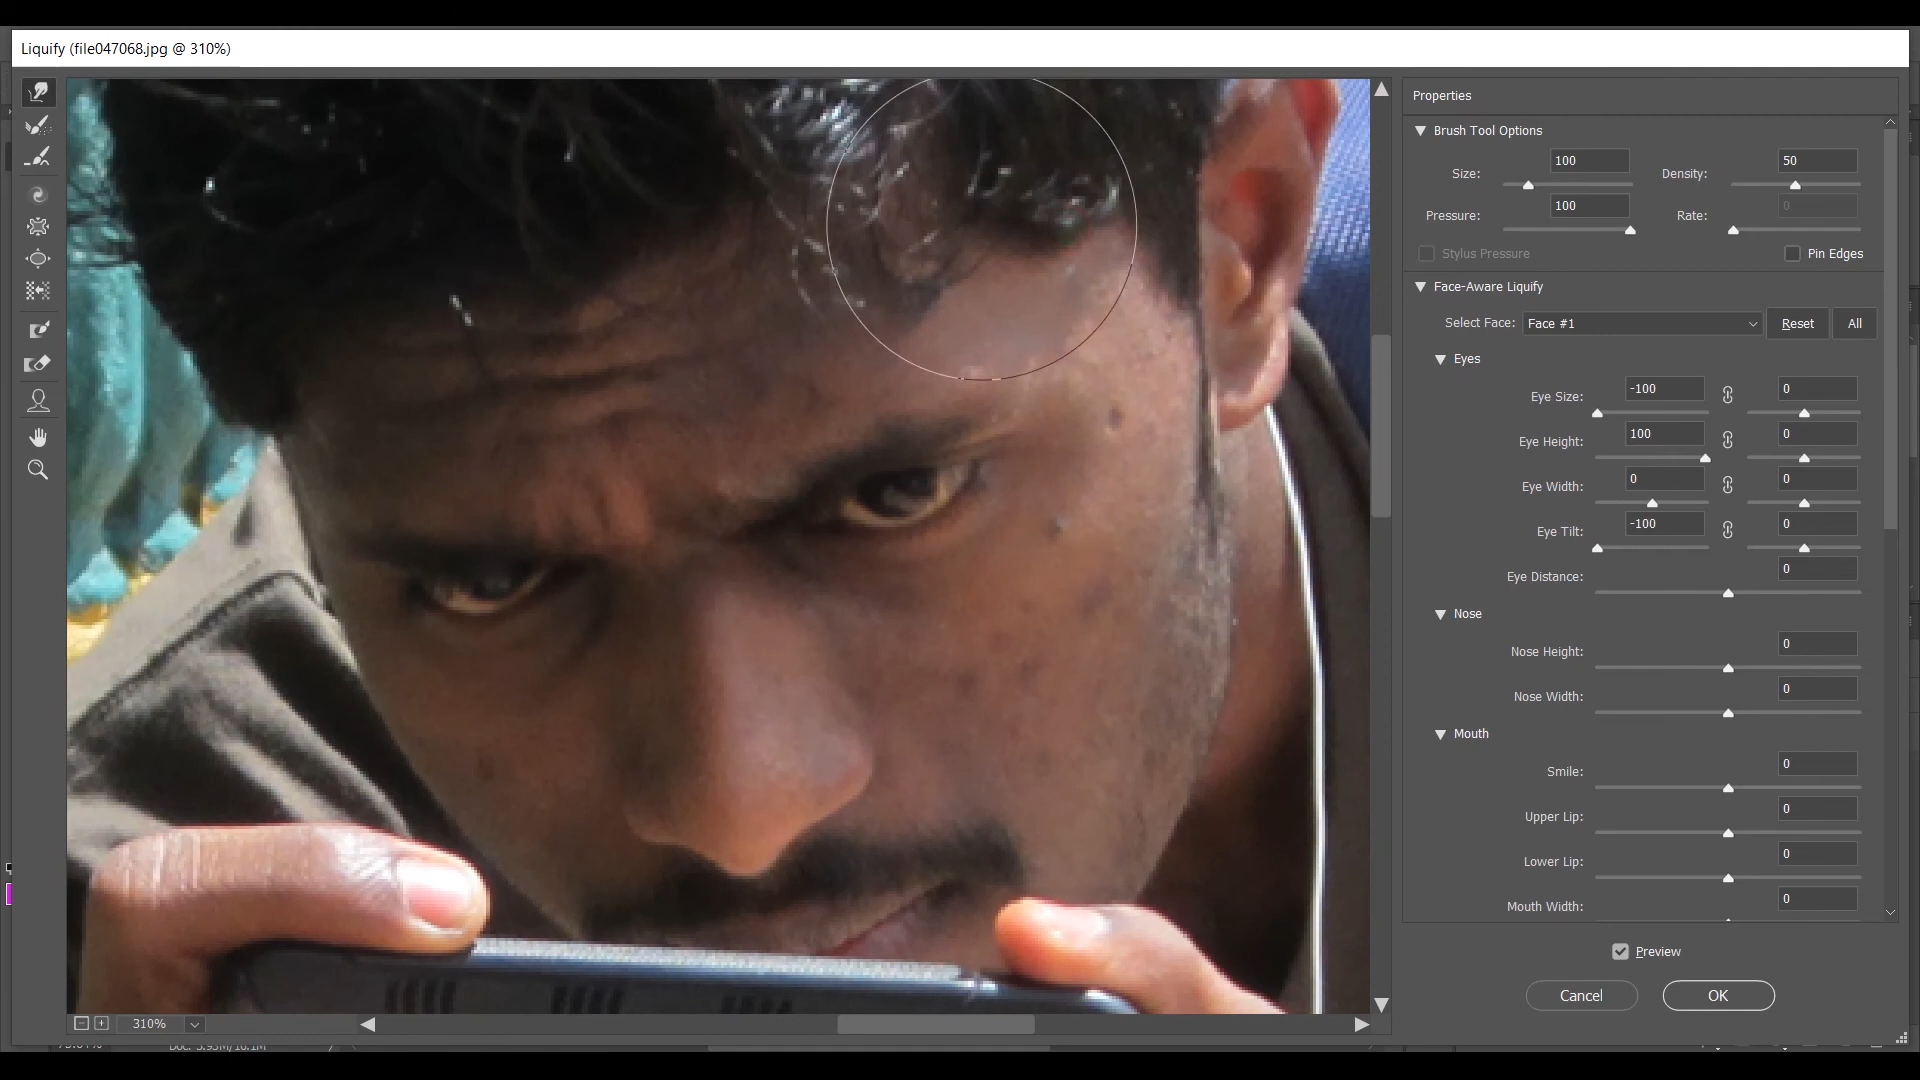 Liquify (file047068.jpg @ 310%)
Properties
Brush Tool Options
Size: 100 Density: 50
Pressure: 100 Rate: 0
Stylus Pressure Pin Edges
Face-Aware Liquify
Select Face: Face #1 Reset All
Eyes
Eye Size: -100 0
Eye Height: 100 0
Eye Width: 0 0
Eye Tilt: -100 0
Eye Distance: 0
Nose
Nose Height: 0
Nose Width: 0
Mouth
Smile: 0
Upper Lip: 0
Lower Lip: 0
Mouth Width: 0
Preview
Cancel OK
310%